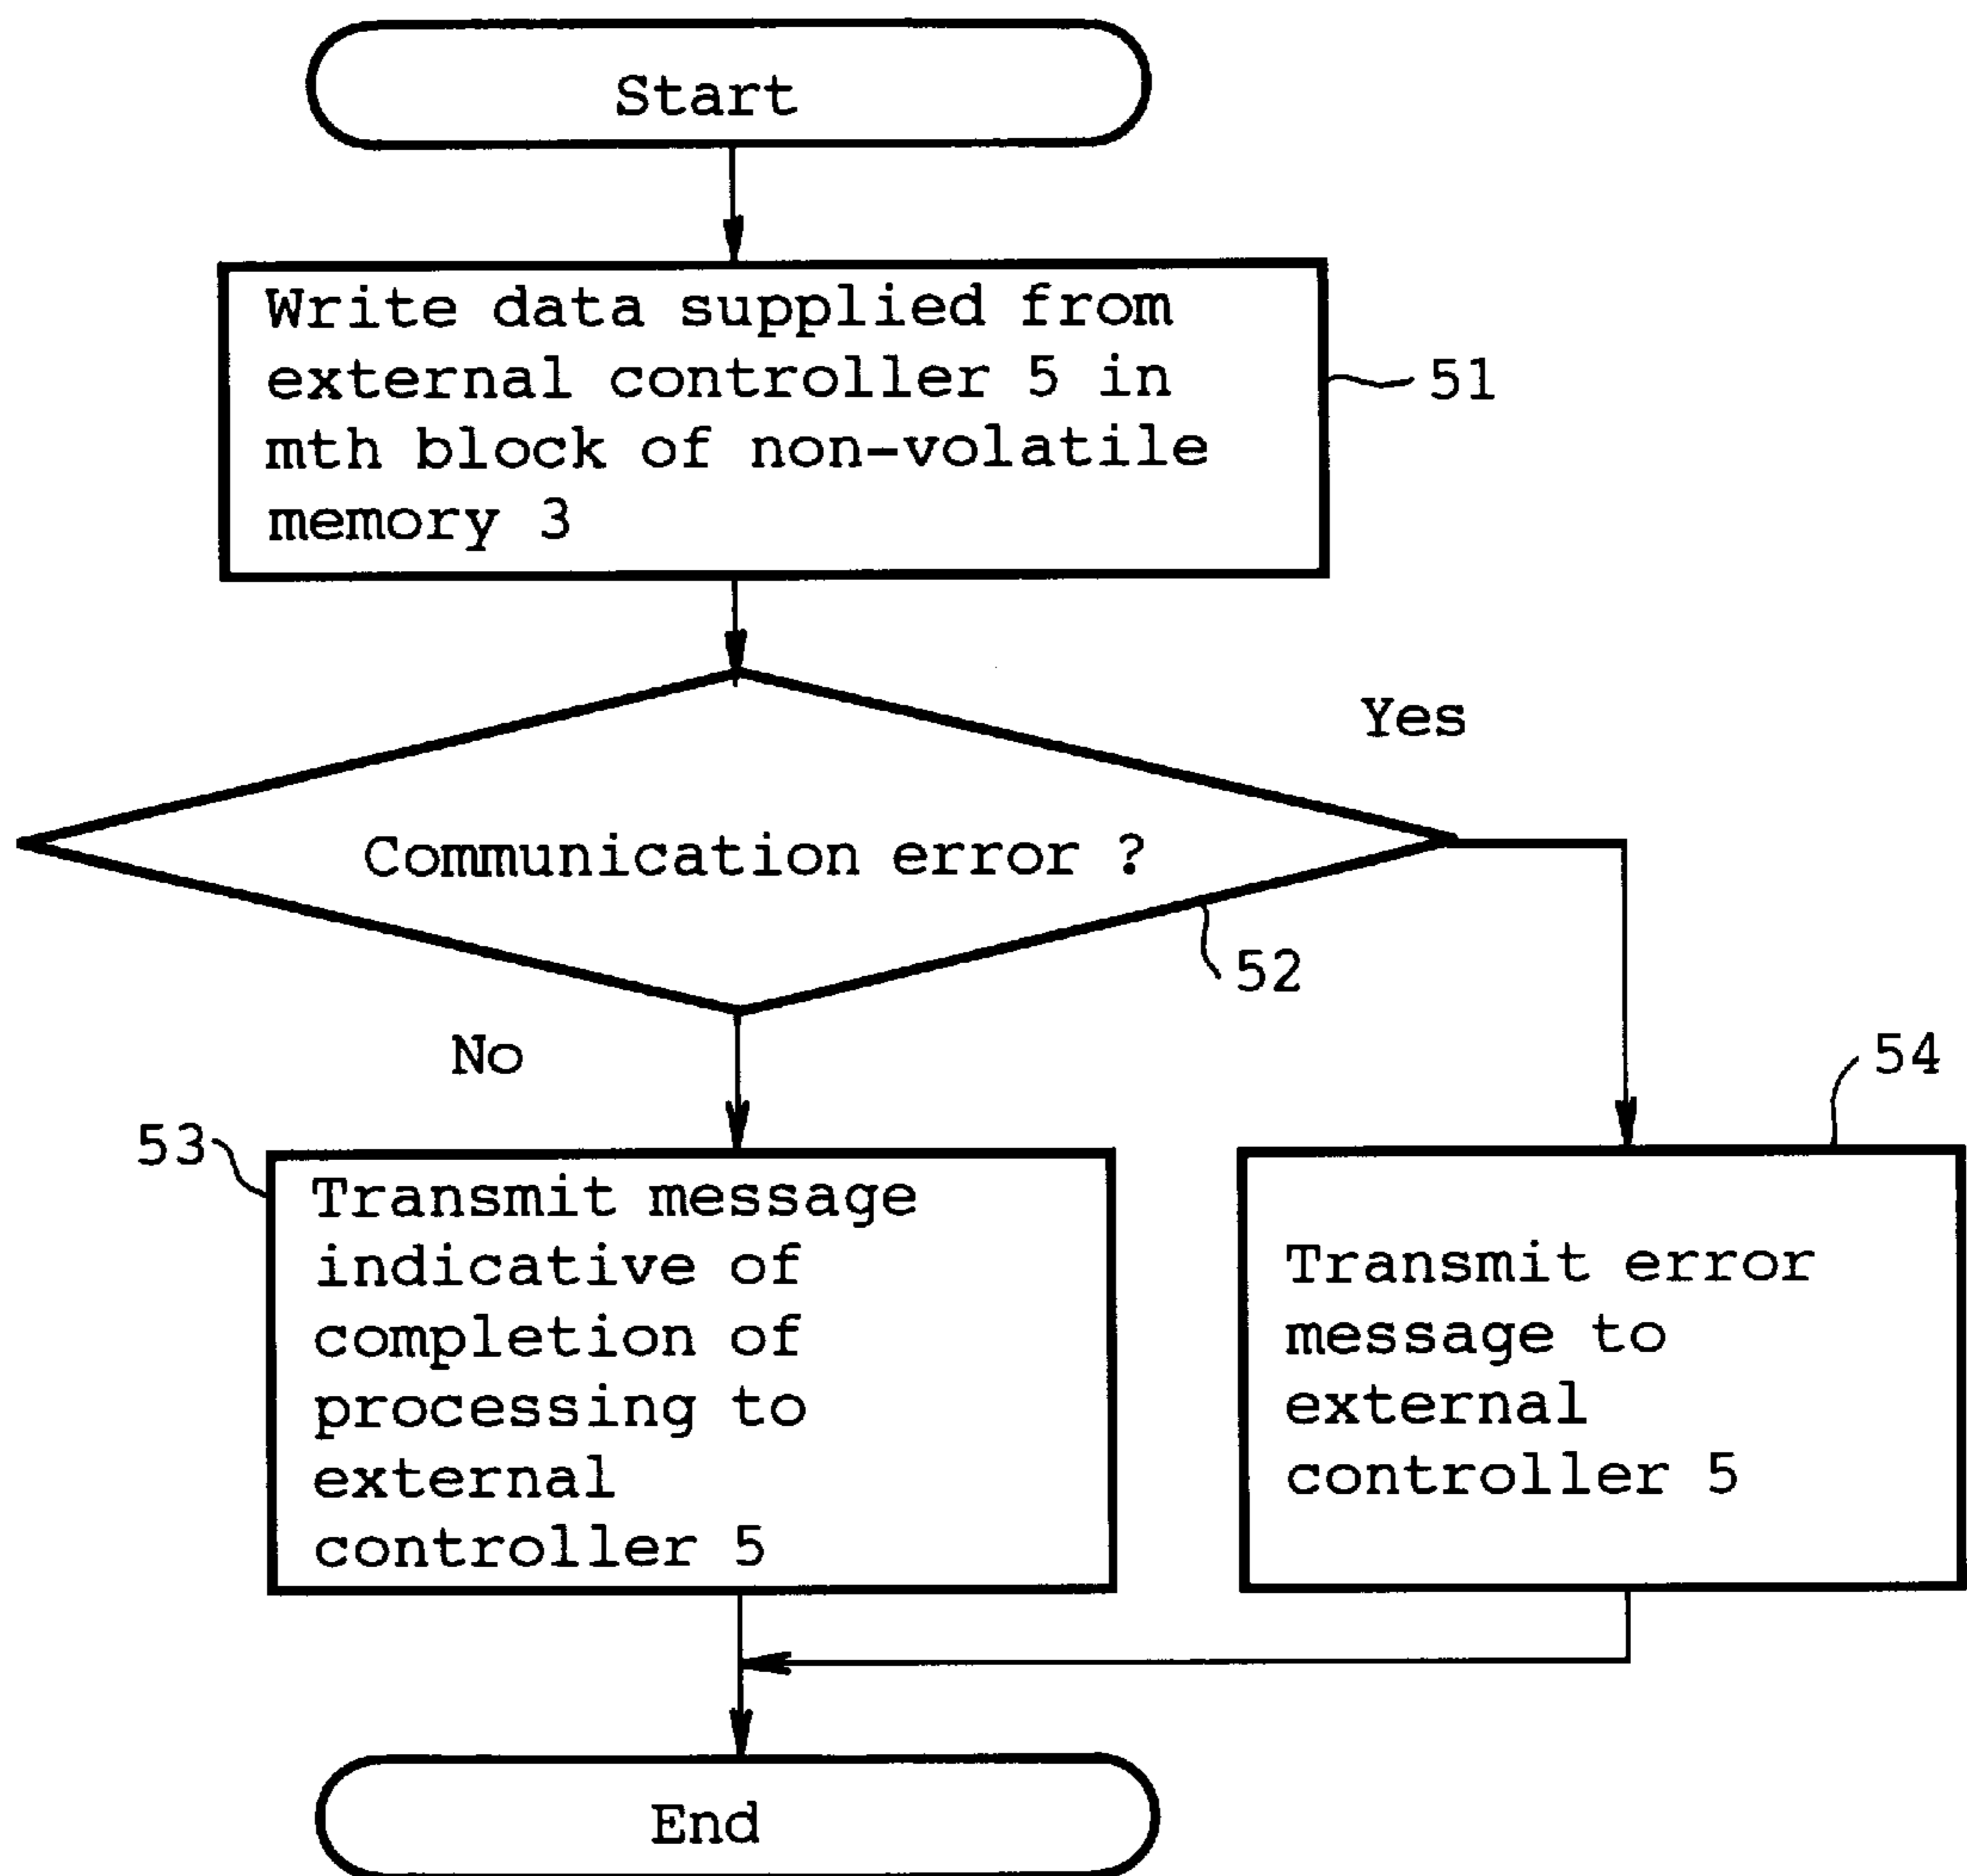 Start
Write data supplied from
external controller 5 in
mth block of non-volatile
memory 3
51
Yes
Communication error ?
52
No
54
53
Transmit message
indicative of
completion of
processing to
external
controller 5
Transmit error
message to
external
controller 5
End